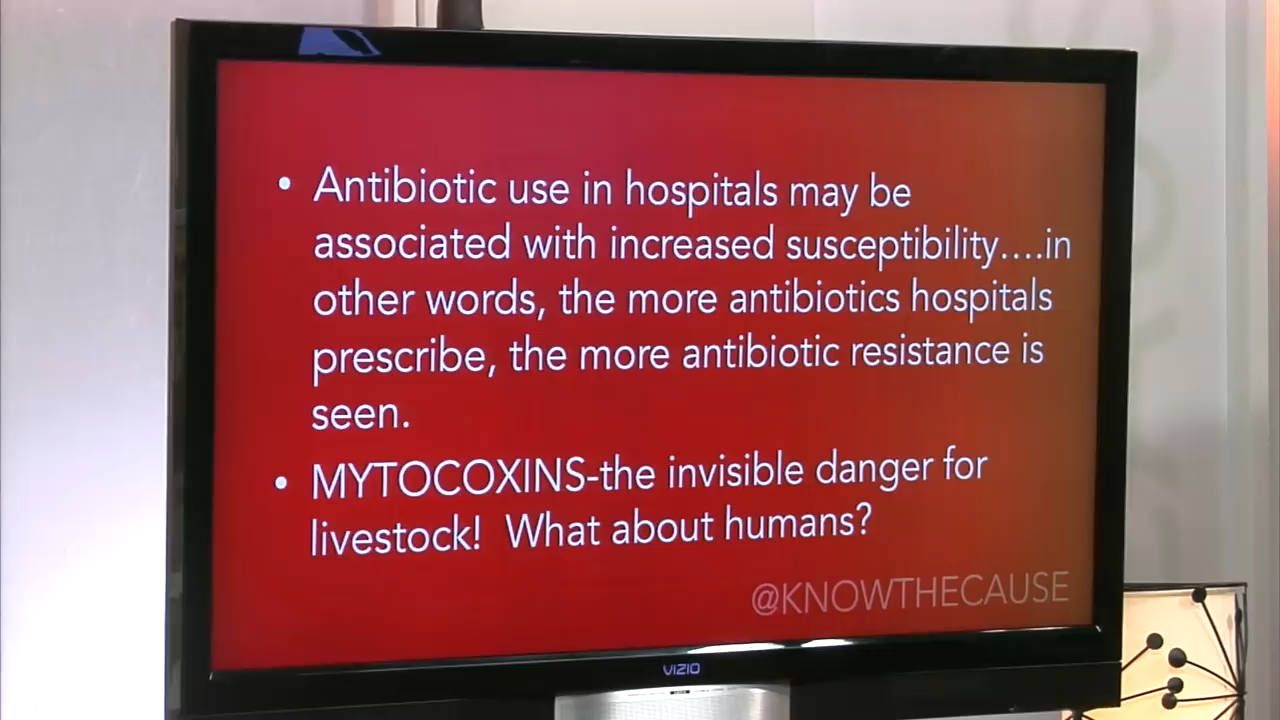 • Antibiotic use in hospitals may be
associated with increased susceptibility....in
other words, the more antibiotics hospitals
prescribe, the more antibiotic resistance is
seen.
• MYTOCOXINS-the invisible danger for
livestock! What about humans?
@KNOWTHECAUSE
VIZIO